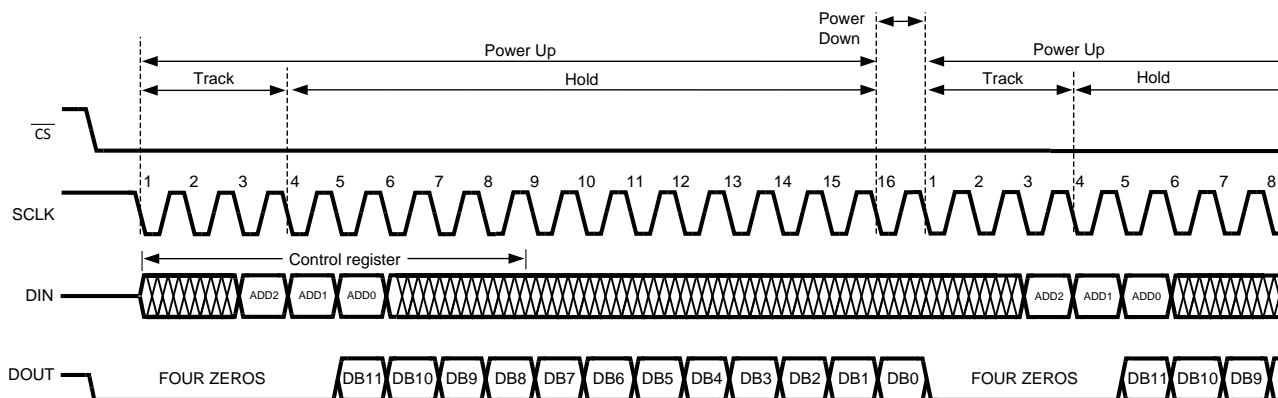 Power Down
Power Up
Power Up
Track
Hold
Track
Hold
CS
1 2 3 4 5 6 7 8 9 10 11 12 13 14 15 16 1 2 3 4 5 6 7 8
SCLK
Control register
DIN
ADD2 ADD1 ADD0 ADD2 ADD1 ADD0
DOUT
FOUR ZEROS DB11 DB10 DB9 DB8 DB7 DB6 DB5 DB4 DB3 DB2 DB1 DB0 FOUR ZEROS DB11 DB10 DB9